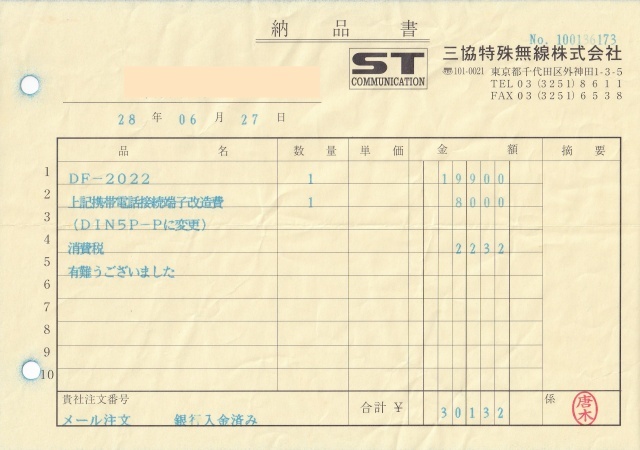 納品書
No. 100136173
ST
COMMUNICATION
三協特殊無線株式会社
〒101-0021 東京都千代田区外神田1-3-5
TEL 03 (3251) 8611
FAX 03 (3251) 6538
28 年 06 月 27 日
品名 数量 単価 金額 摘要
1 DF-2022 1 19900
2 上記携帯電話接続端子改造費 1 8000
3 (DIN5P-Pに変更)
4 消費税 2232
5 有難うございました
6
7
8
9
10
貴社注文番号 合計 ¥ 30132 係 唐木
メール注文 銀行入金済み